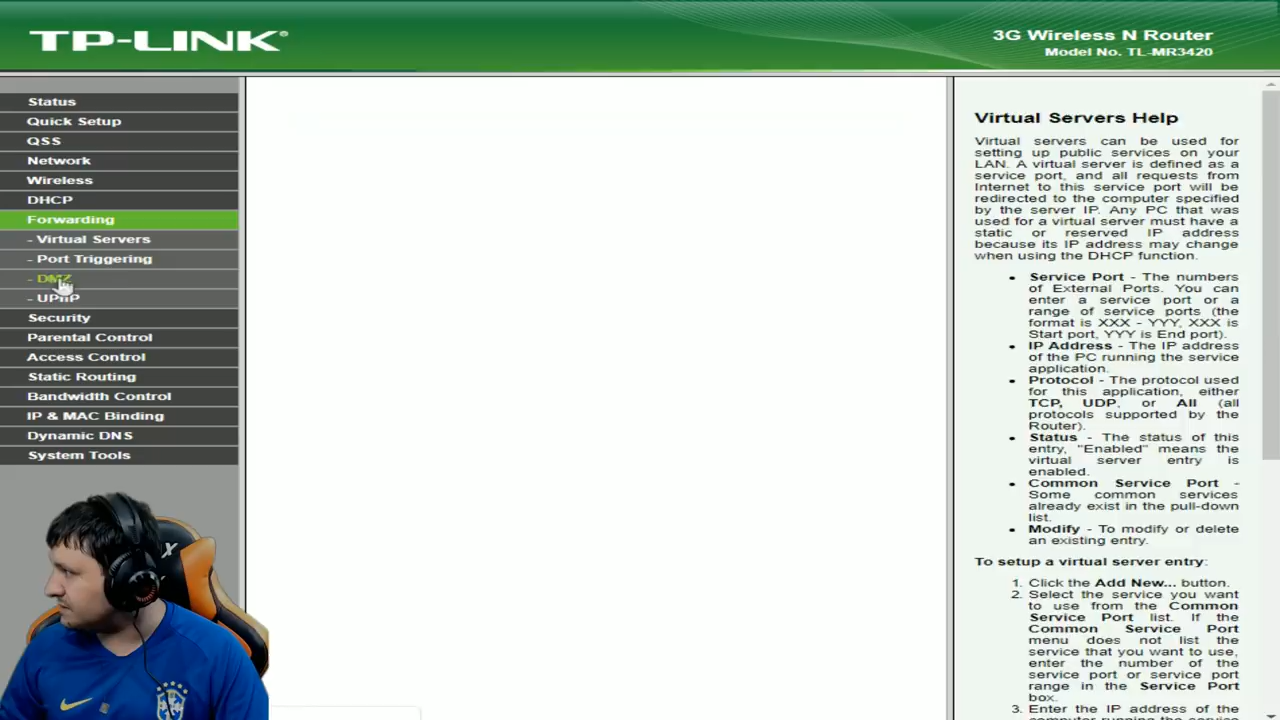 TP-LINK®
3G Wireless N Router
Model No. TL-MR3420
Status
Quick Setup
QSS
Network
Wireless
DHCP
Forwarding
- Virtual Servers
- Port Triggering
- DMZ
- UPnP
Security
Parental Control
Access Control
Static Routing
Bandwidth Control
IP & MAC Binding
Dynamic DNS
System Tools
Virtual Servers Help
Virtual servers can be used for
setting up public services on your
LAN. A virtual server is defined as a
service port, and all requests from
Internet to this service port will be
redirected to the computer specified
by the server IP. Any PC that was
used for a virtual server must have a
static or reserved IP address
because its IP address may change
when using the DHCP function.
• Service Port - The numbers
of External Ports. You can
enter a service port or a
range of service ports (the
format is XXX - YYY, XXX is
Start port, YYY is End port).
• IP Address - The IP address
of the PC running the service
application.
• Protocol - The protocol used
for this application, either
TCP, UDP, or All (all
protocols supported by the
Router).
• Status - The status of this
entry, "Enabled" means the
virtual server entry is
enabled.
• Common Service Port -
Some common services
already exist in the pull-down
list.
• Modify - To modify or delete
an existing entry.
To setup a virtual server entry:
1. Click the Add New... button.
2. Select the service you want
to use from the Common
Service Port list. If the
Common Service Port
menu does not list the
service that you want to use,
enter the number of the
service port or service port
range in the Service Port
box.
3. Enter the IP address of the
computer running the service